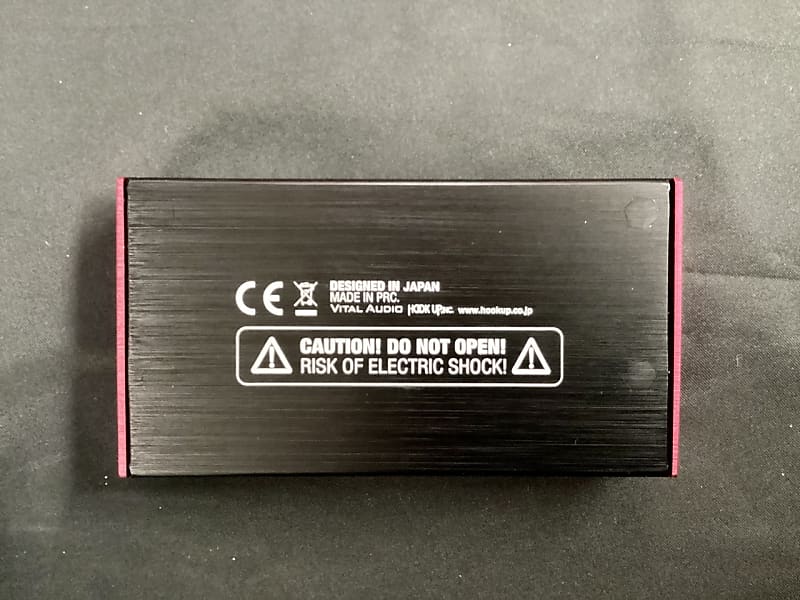 CE
DESIGNED IN JAPAN
MADE IN PRC.
VITAL AUDIO HOOK UP,INC. www.hookup.co.jp
CAUTION! DO NOT OPEN!
RISK OF ELECTRIC SHOCK!